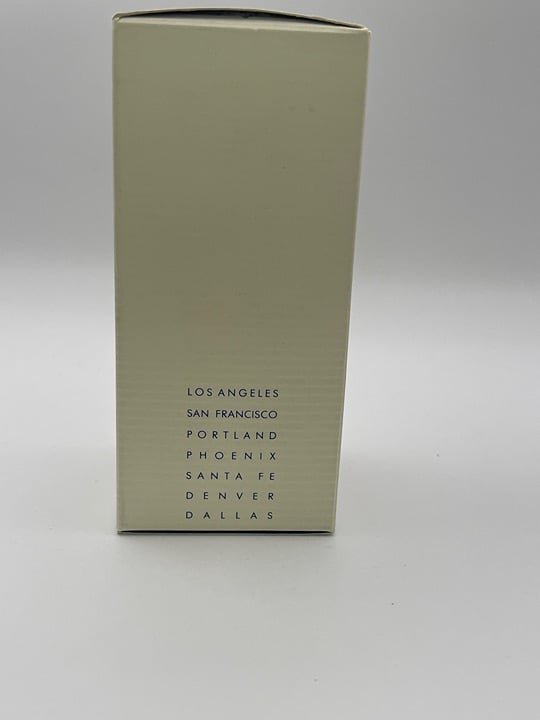 LOS ANGELES
SAN FRANCISCO
PORTLAND
PHOENIX
SANTA FE
DENVER
DALLAS